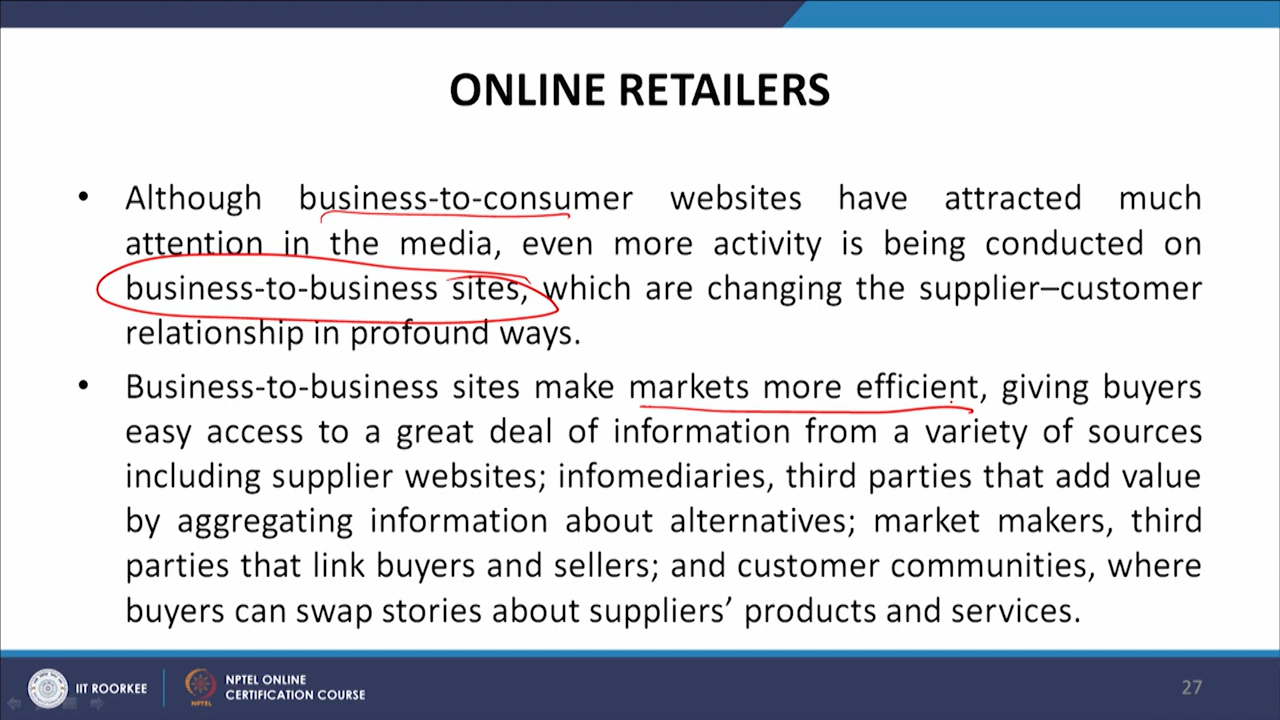 ONLINE RETAILERS
• Although business-to-consumer websites have attracted much
attention in the media, even more activity is being conducted on
business-to-business sites, which are changing the supplier–customer
relationship in profound ways.
• Business-to-business sites make markets more efficient, giving buyers
easy access to a great deal of information from a variety of sources
including supplier websites; infomediaries, third parties that add value
by aggregating information about alternatives; market makers, third
parties that link buyers and sellers; and customer communities, where
buyers can swap stories about suppliers’ products and services.
IIT ROORKEE
NPTEL
NPTEL ONLINE
CERTIFICATION COURSE
27